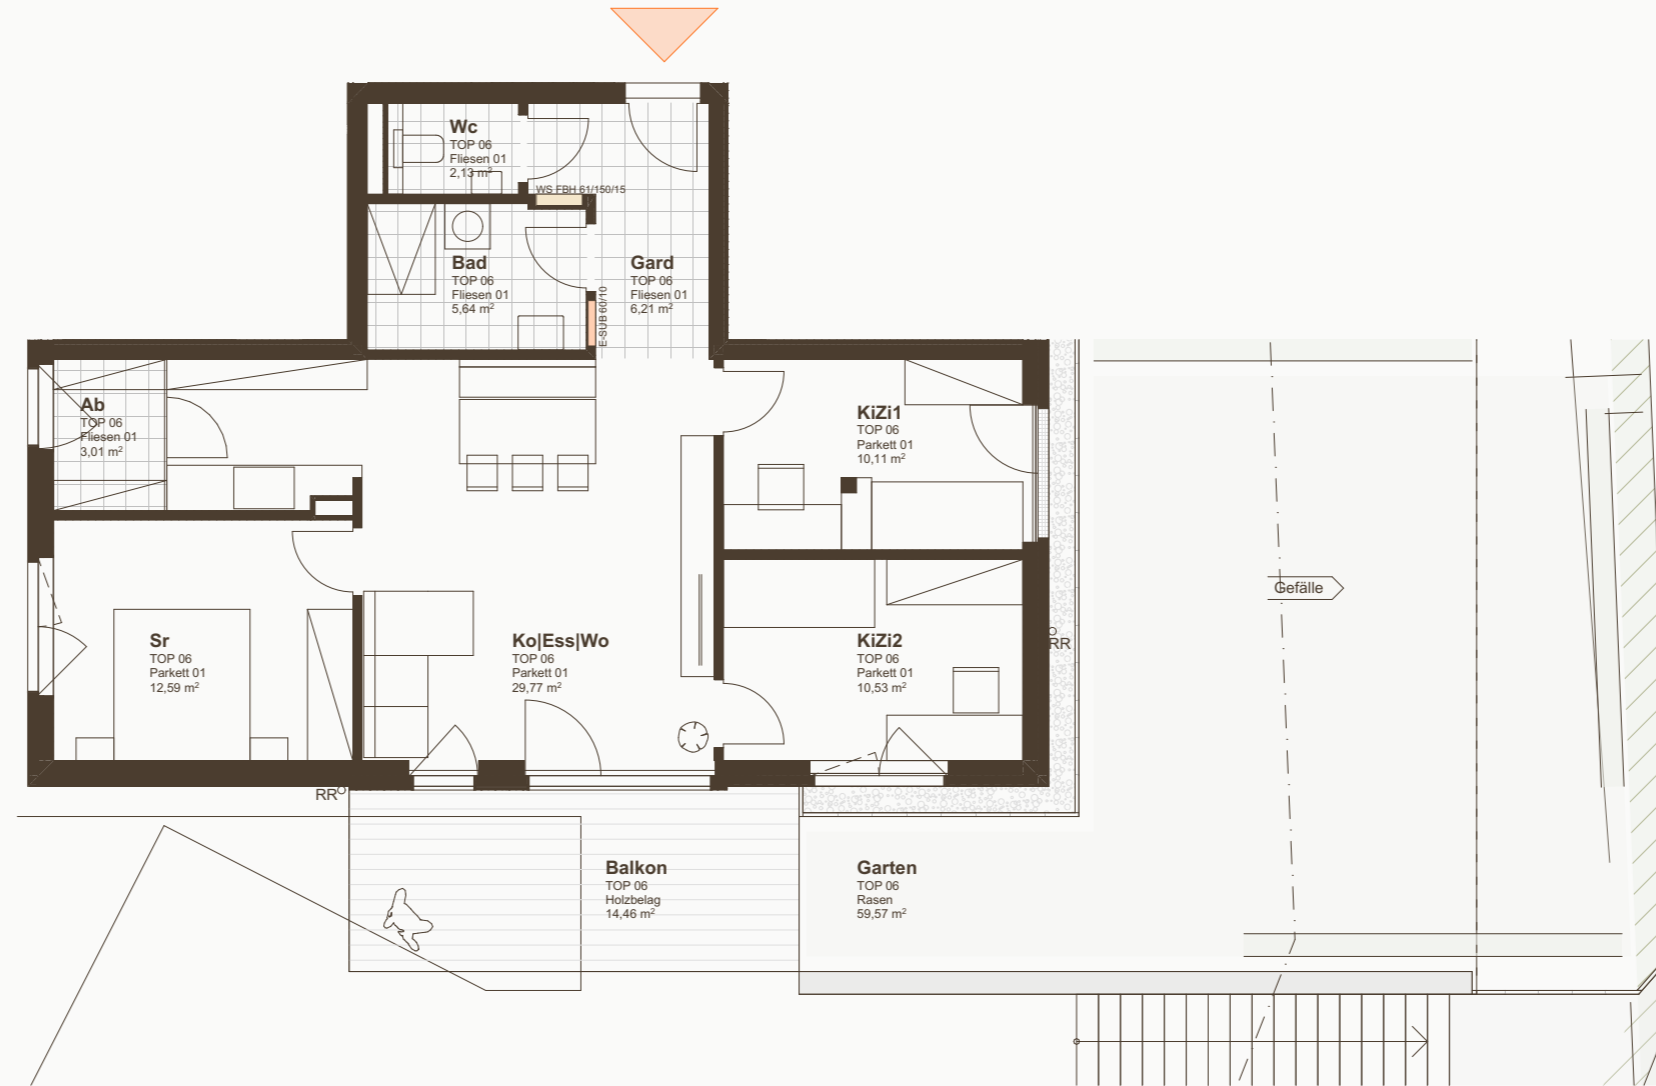 Wc
TOP 06
Fliesen 01
2,13 m²
WS FBH 61/150/15
Bad
TOP 06
Fliesen 01
5,64 m²
E-SUB 60/10
Gard
TOP 06
Fliesen 01
6,21 m²
Ab
TOP 06
Fliesen 01
3,01 m²
KiZi1
TOP 06
Parkett 01
10,11 m²
Gefälle
Sr
TOP 06
Parkett 01
12,59 m²
Ko|Ess|Wo
TOP 06
Parkett 01
29,77 m²
KiZi2
TOP 06
Parkett 01
10,53 m²
RR
RR
Balkon
TOP 06
Holzbelag
14,46 m²
Garten
TOP 06
Rasen
59,57 m²